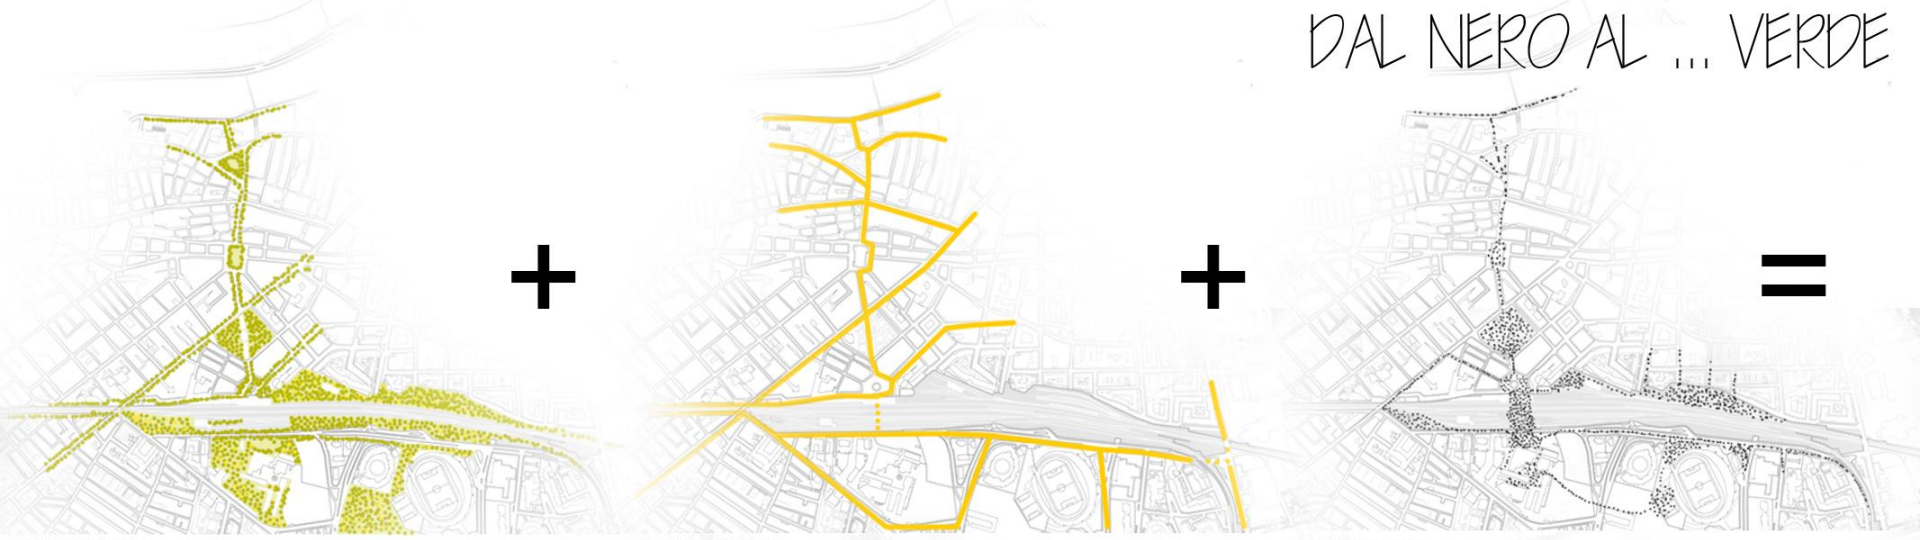 DAL NERO AL ... VERDE
+ + =